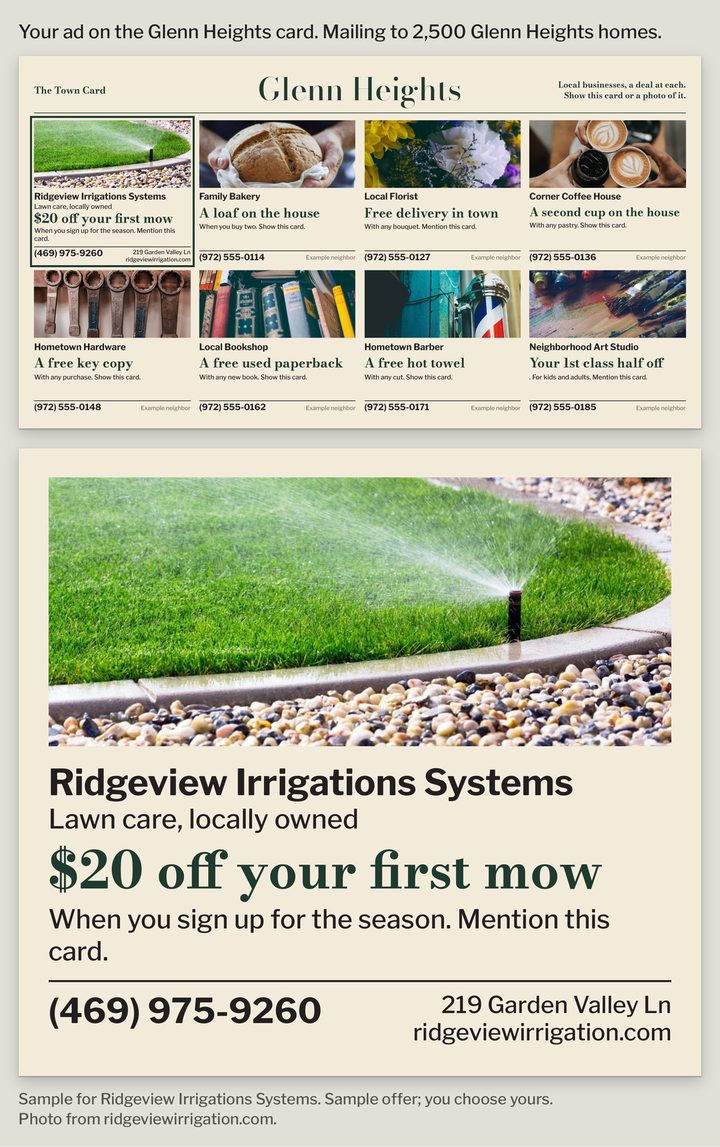 Your ad on the Glenn Heights card. Mailing to 2,500 Glenn Heights homes.
The Town Card
Glenn Heights
Local businesses, a deal at each.
Show this card or a photo of it.
Ridgeview Irrigations Systems
Lawn care, locally owned
$20 off your first mow
When you sign up for the season. Mention this
card.
(469) 975-9260
219 Garden Valley Ln
ridgeviewirrigation.com
Family Bakery
A loaf on the house
When you buy two. Show this card.
(972) 555-0114
Example neighbor
Local Florist
Free delivery in town
With any bouquet. Mention this card.
(972) 555-0127
Example neighbor
Corner Coffee House
A second cup on the house
With any pastry. Show this card.
(972) 555-0136
Example neighbor
Hometown Hardware
A free key copy
With any purchase. Show this card.
(972) 555-0148
Example neighbor
Local Bookshop
A free used paperback
With any new book. Show this card.
(972) 555-0162
Example neighbor
Hometown Barber
A free hot towel
With any cut. Show this card.
(972) 555-0171
Example neighbor
Neighborhood Art Studio
Your 1st class half off
. For kids and adults. Mention this card.
(972) 555-0185
Example neighbor
Ridgeview Irrigations Systems
Lawn care, locally owned
$20 off your first mow
When you sign up for the season. Mention this
card.
(469) 975-9260
219 Garden Valley Ln
ridgeviewirrigation.com
Sample for Ridgeview Irrigations Systems. Sample offer; you choose yours.
Photo from ridgeviewirrigation.com.